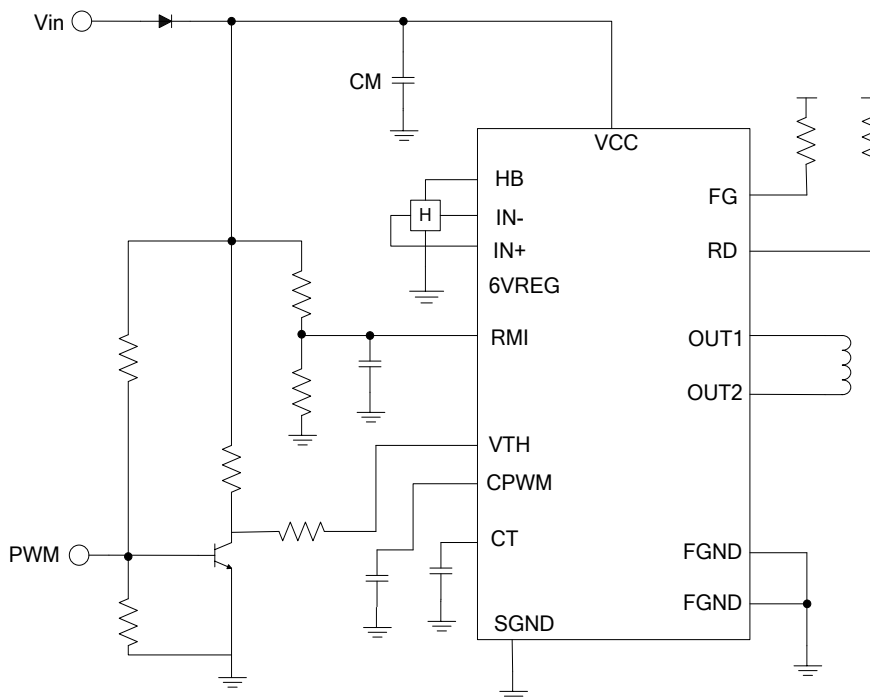 Vin
CM
VCC
HB
H
IN-
IN+
6VREG
FG
RD
RMI
OUT1
OUT2
VTH
CPWM
CT
PWM
FGND
FGND
SGND